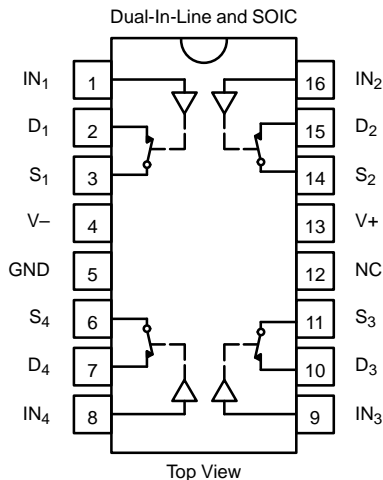 Dual-In-Line and SOIC
IN1 1 16 IN2
D1 2 15 D2
S1 3 14 S2
V– 4 13 V+
GND 5 12 NC
S4 6 11 S3
D4 7 10 D3
IN4 8 9 IN3
Top View